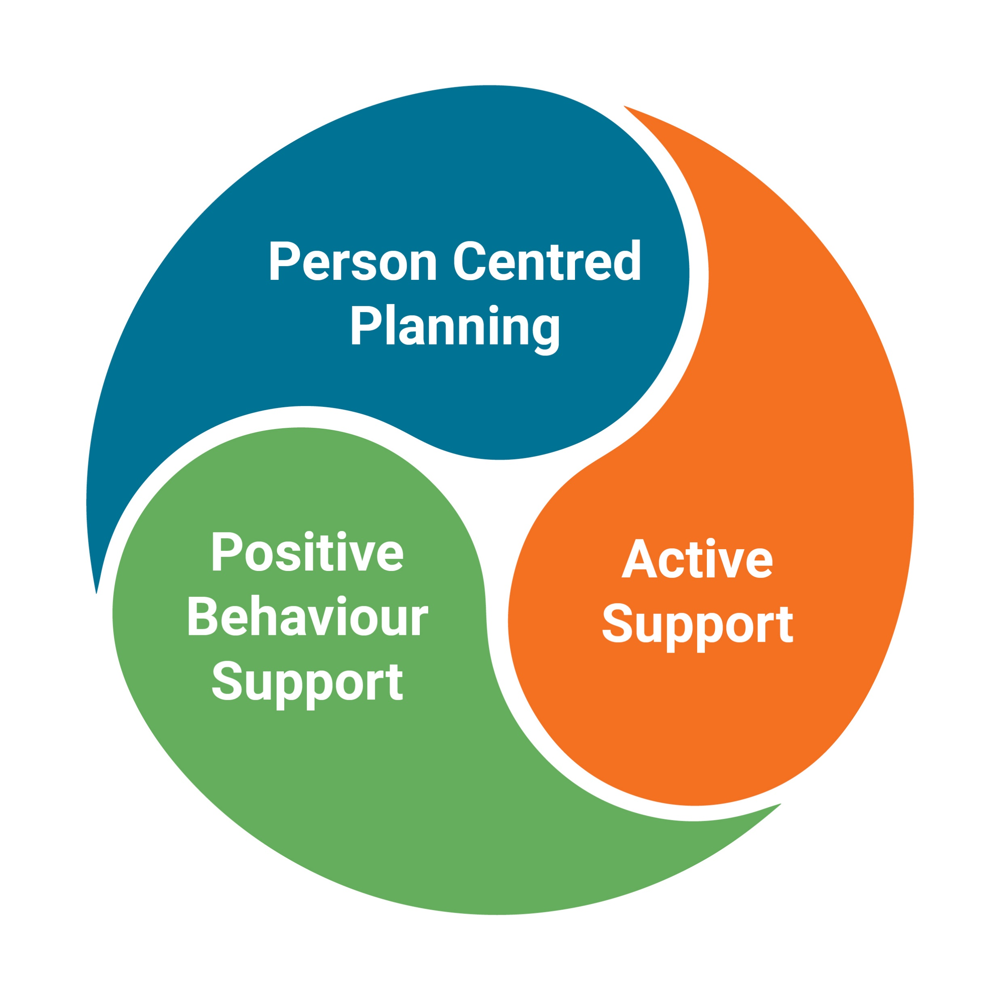 Person Centred
Planning
Positive
Behaviour
Support
Active
Support